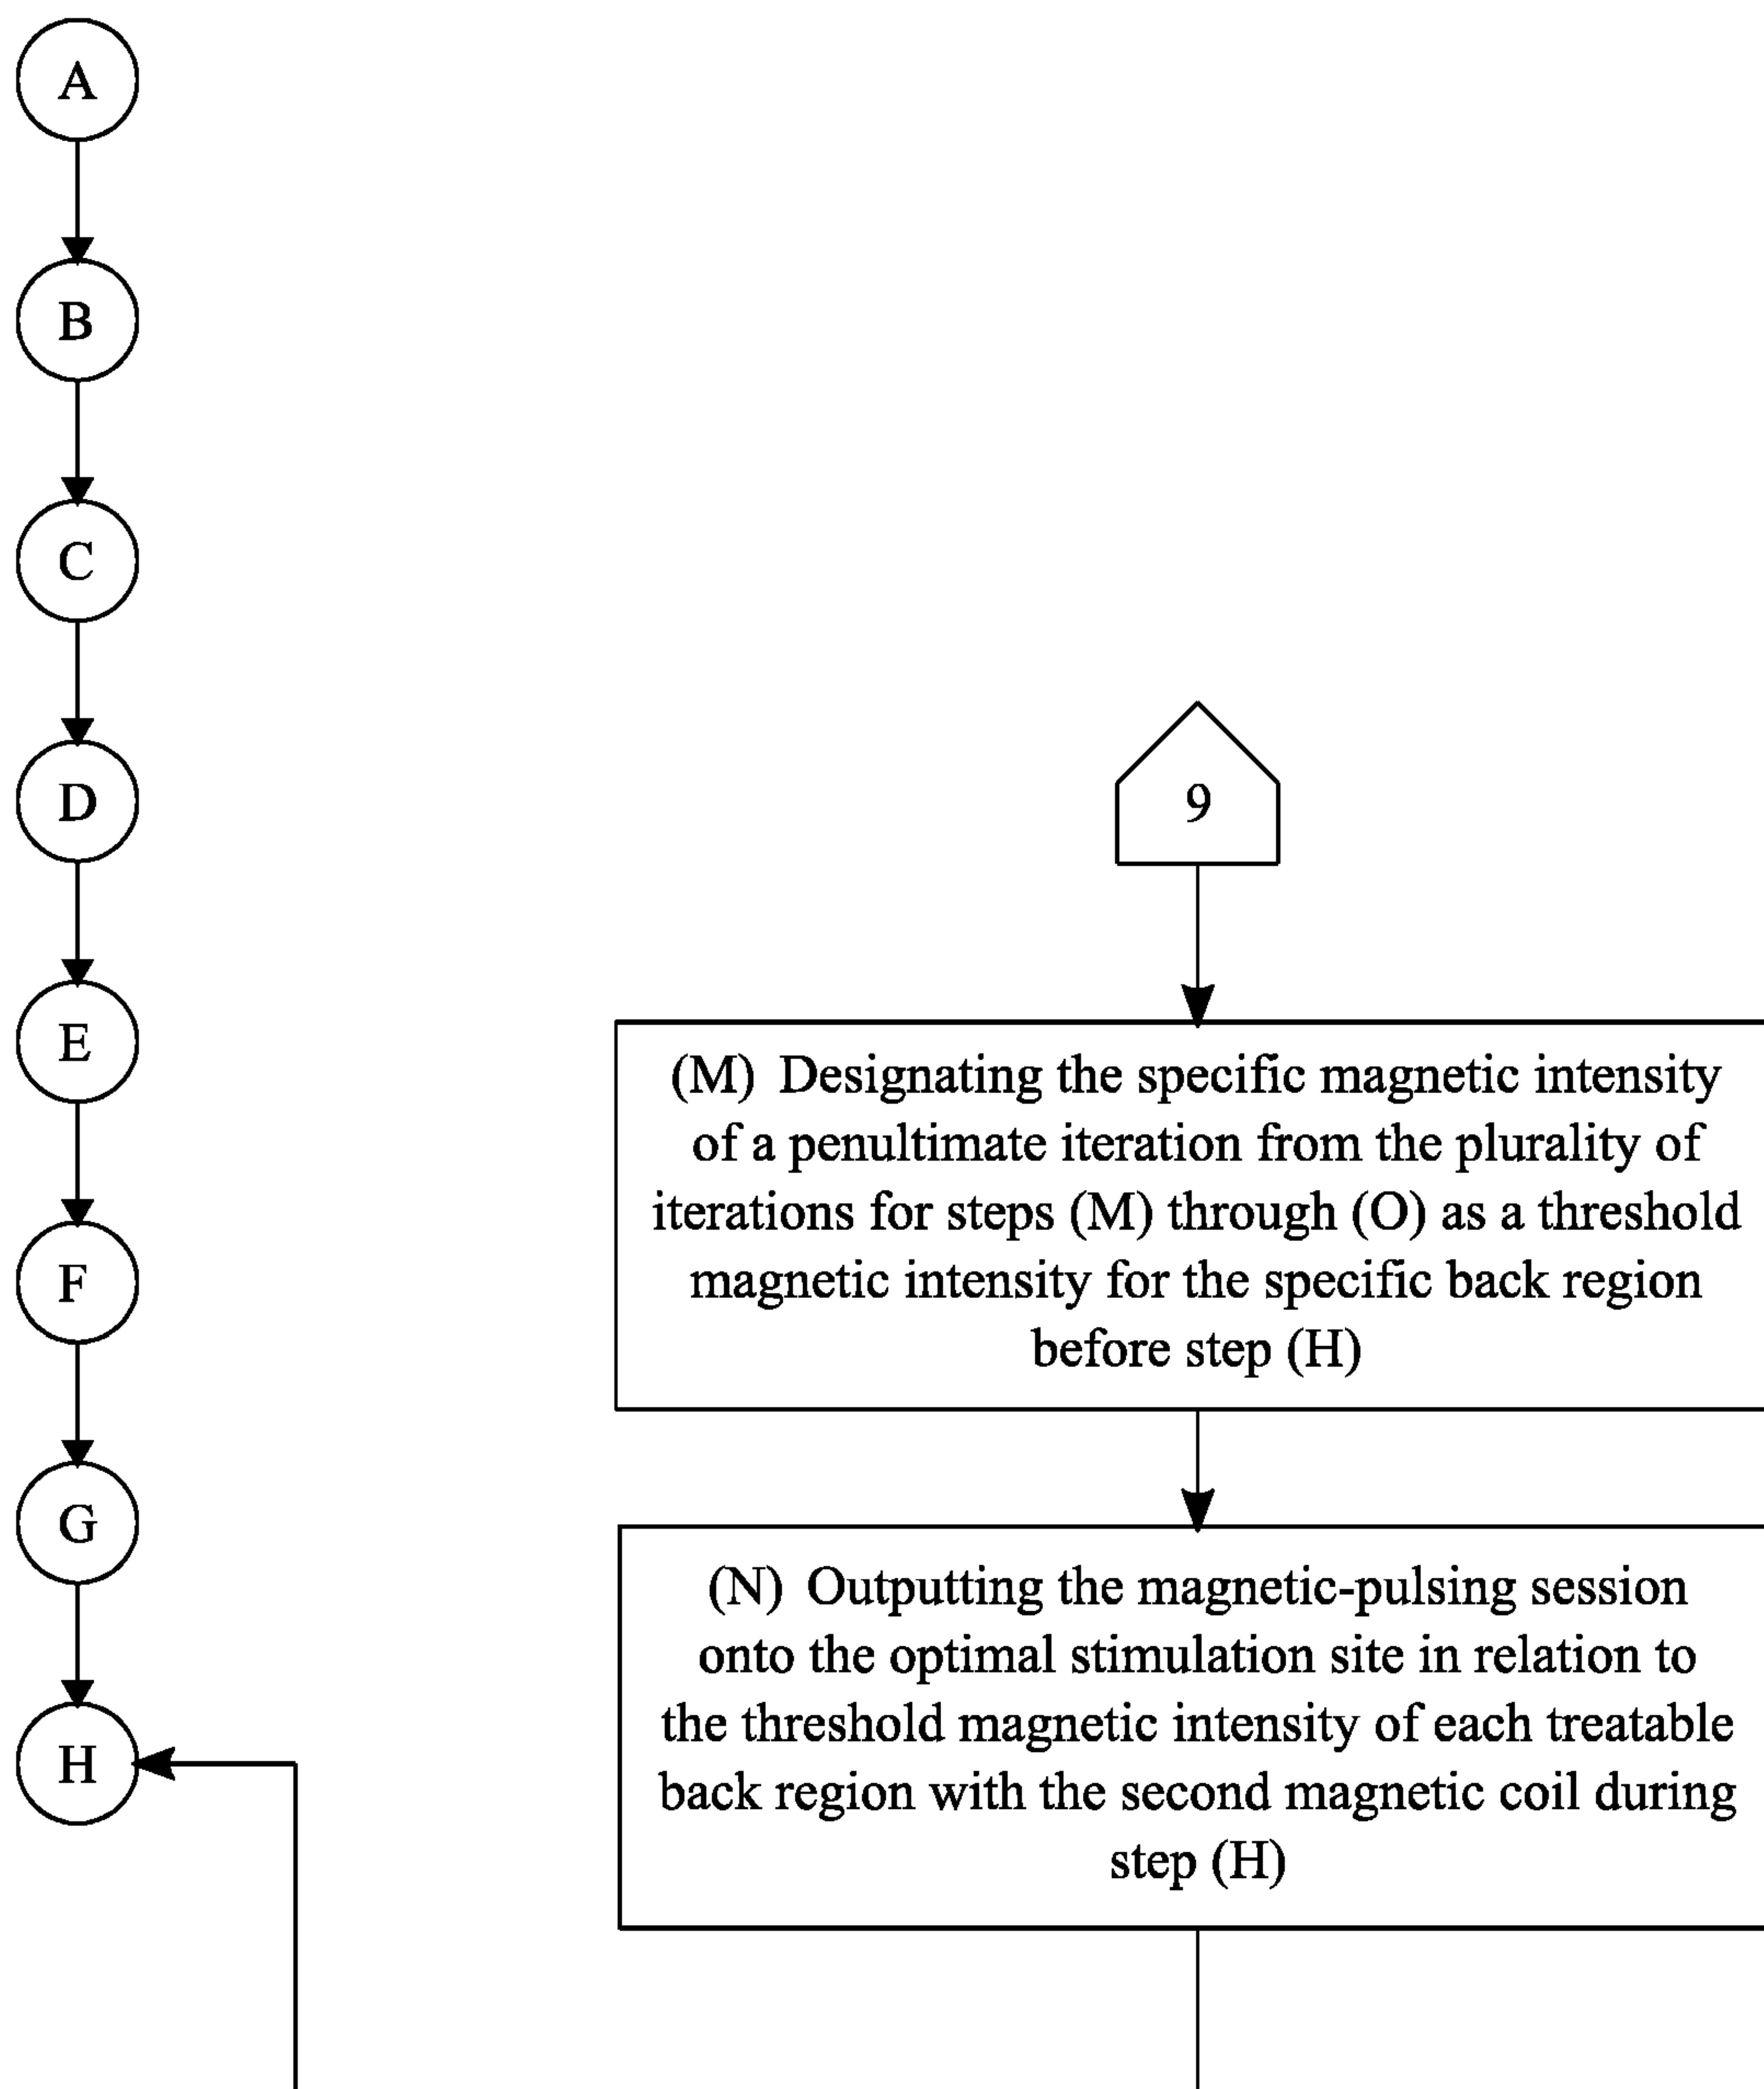 A
B
C
D
E
F
G
H
9
(M) Designating the specific magnetic intensity
of a penultimate iteration from the plurality of
iterations for steps (M) through (O) as a threshold
magnetic intensity for the specific back region
before step (H)
(N) Outputting the magnetic-pulsing session
onto the optimal stimulation site in relation to
the threshold magnetic intensity of each treatable
back region with the second magnetic coil during
step (H)